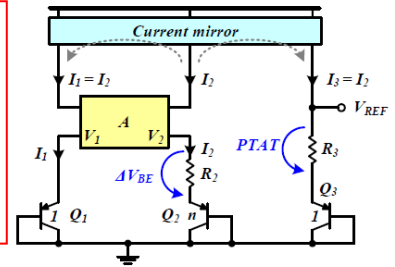 Current mirror
I1 = I2
I2
I3 = I2
VREF
A
V1
V2
I1
I2
PTAT
R3
ΔVBE
R2
Q3
1
Q1
Q2
n
1